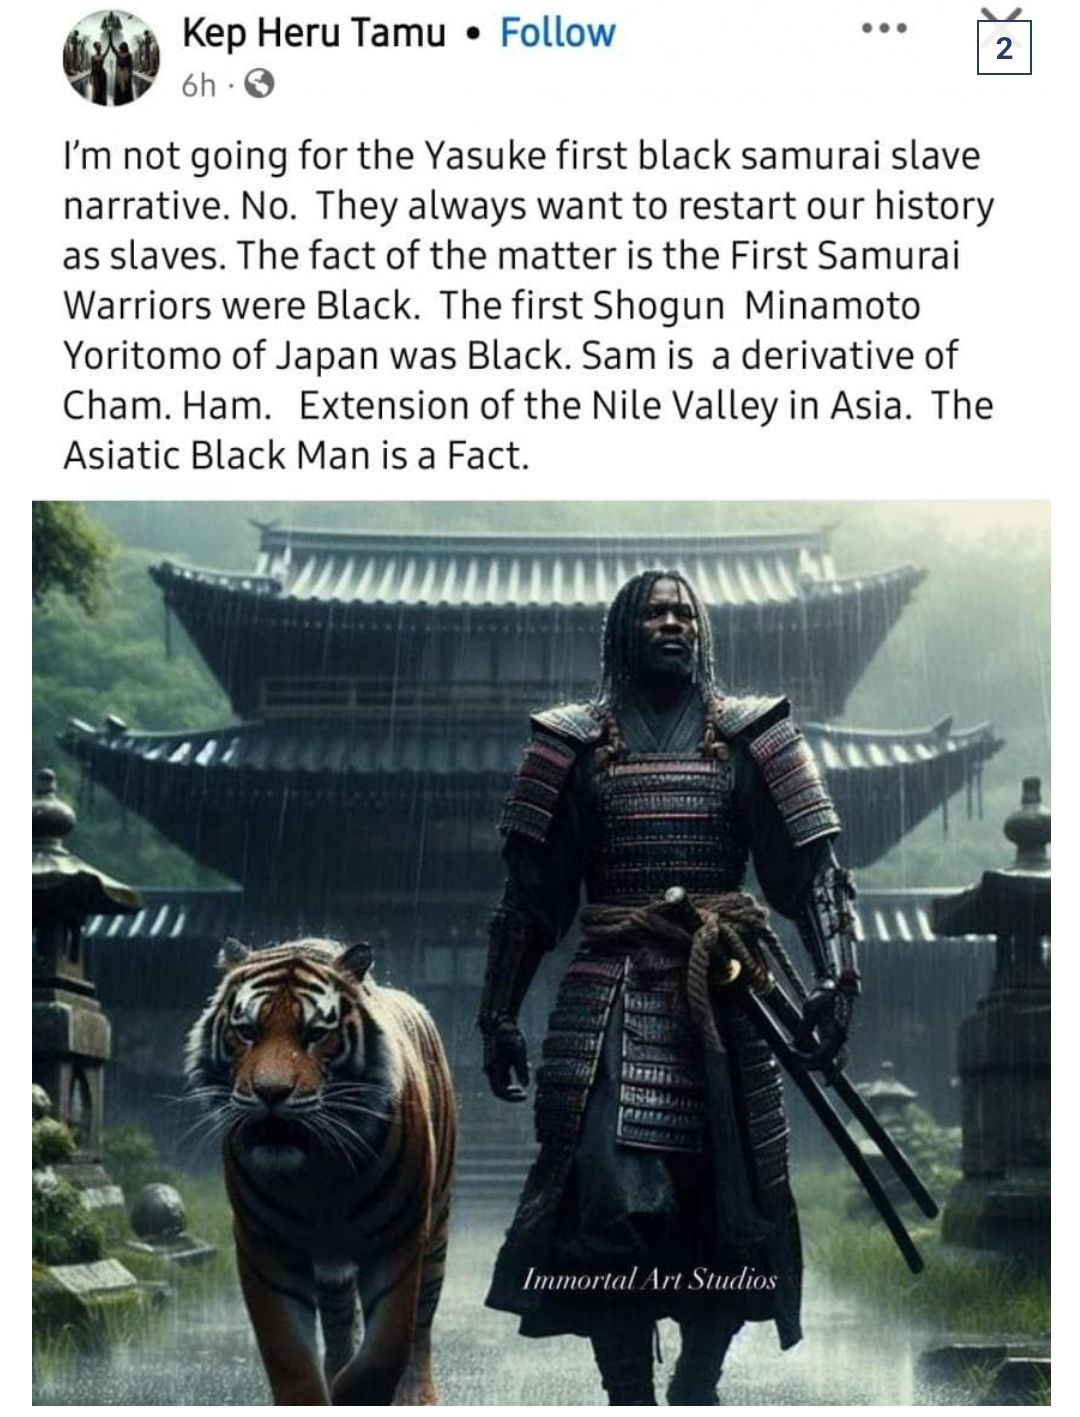 Kep Heru Tamu • Follow
2
6h ·
I'm not going for the Yasuke first black samurai slave
narrative. No.  They always want to restart our history
as slaves. The fact of the matter is the First Samurai
Warriors were Black.  The first Shogun  Minamoto
Yoritomo of Japan was Black. Sam is  a derivative of
Cham. Ham.   Extension of the Nile Valley in Asia.  The
Asiatic Black Man is a Fact.
Immortal Art Studios